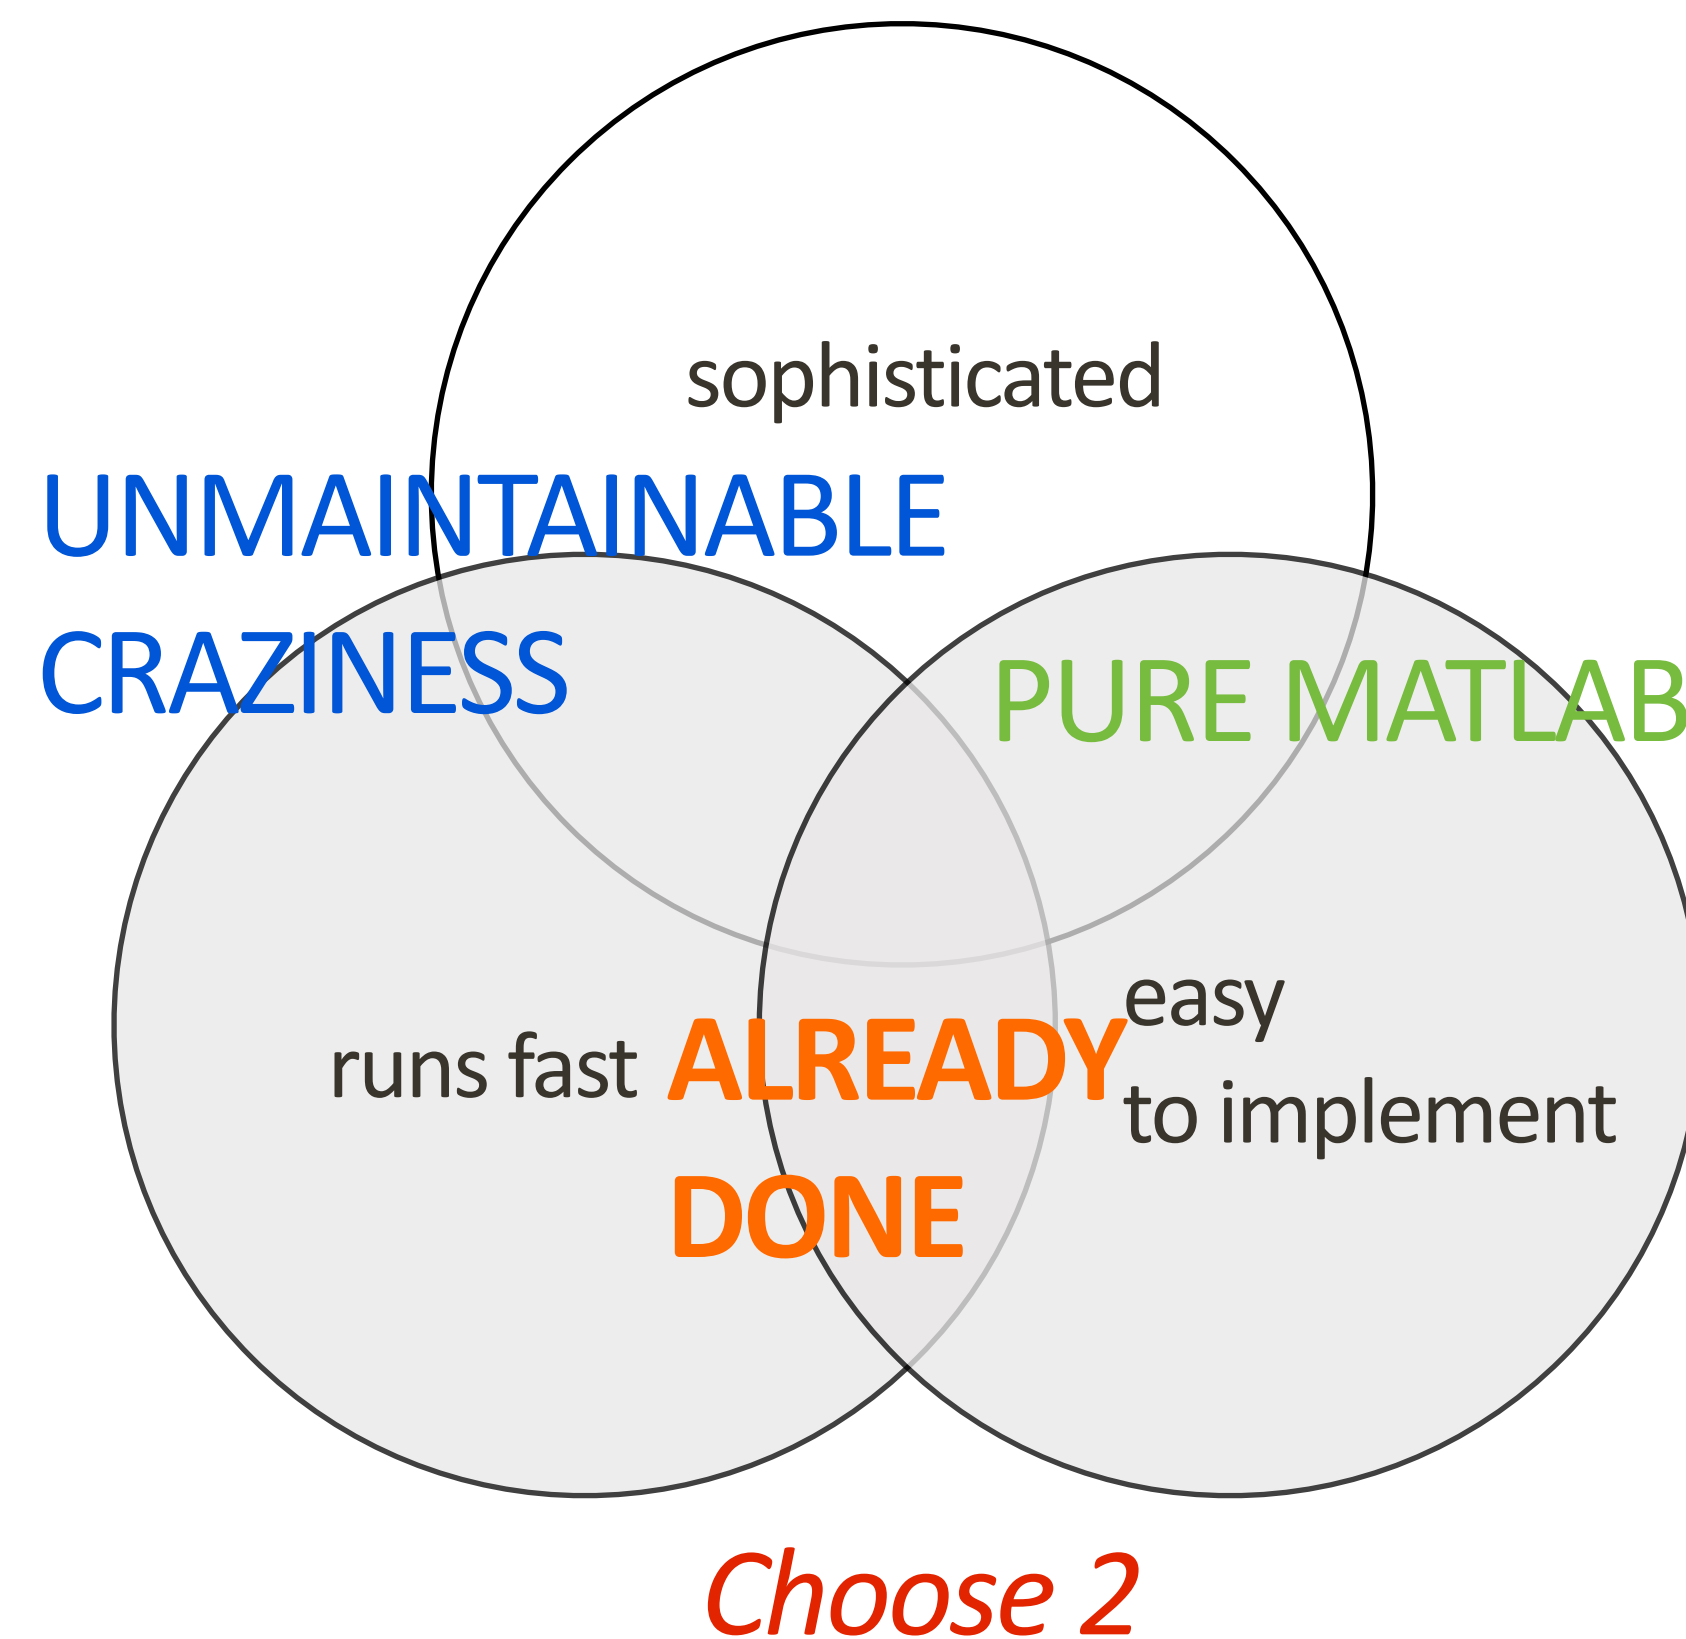 sophisticated
UNMAINTAINABLE
CRAZINESS
PURE MATLAB
runs fast
ALREADY
DONE
easy
to implement
Choose 2